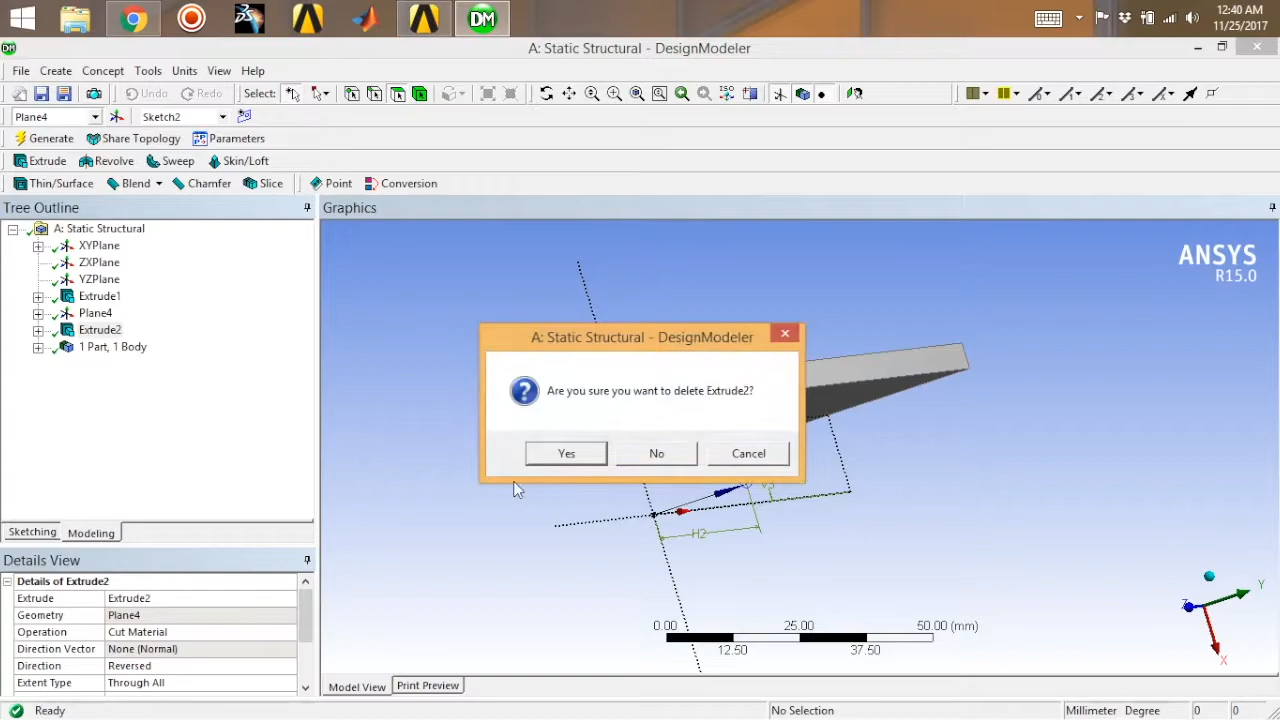 12:40 AM
11/25/2017
DM
DM
A: Static Structural - DesignModeler
File Create Concept Tools Units View Help
Undo Redo Select:
Plane4 Sketch2
Generate Share Topology Parameters
Extrude Revolve Sweep Skin/Loft
Thin/Surface Blend Chamfer Slice Point Conversion
Tree Outline
A: Static Structural
XYPlane
ZXPlane
YZPlane
Extrude1
Plane4
Extrude2
1 Part, 1 Body
Sketching Modeling
Graphics
ANSYS
R15.0
A: Static Structural - DesignModeler
Are you sure you want to delete Extrude2?
Yes No Cancel
H2
Y
Z
X
0.00 25.00 50.00 (mm)
12.50 37.50
Model View Print Preview
Details View
Details of Extrude2
Extrude Extrude2
Geometry Plane4
Operation Cut Material
Direction Vector None (Normal)
Direction Reversed
Extent Type Through All
Ready No Selection Millimeter Degree 0 0